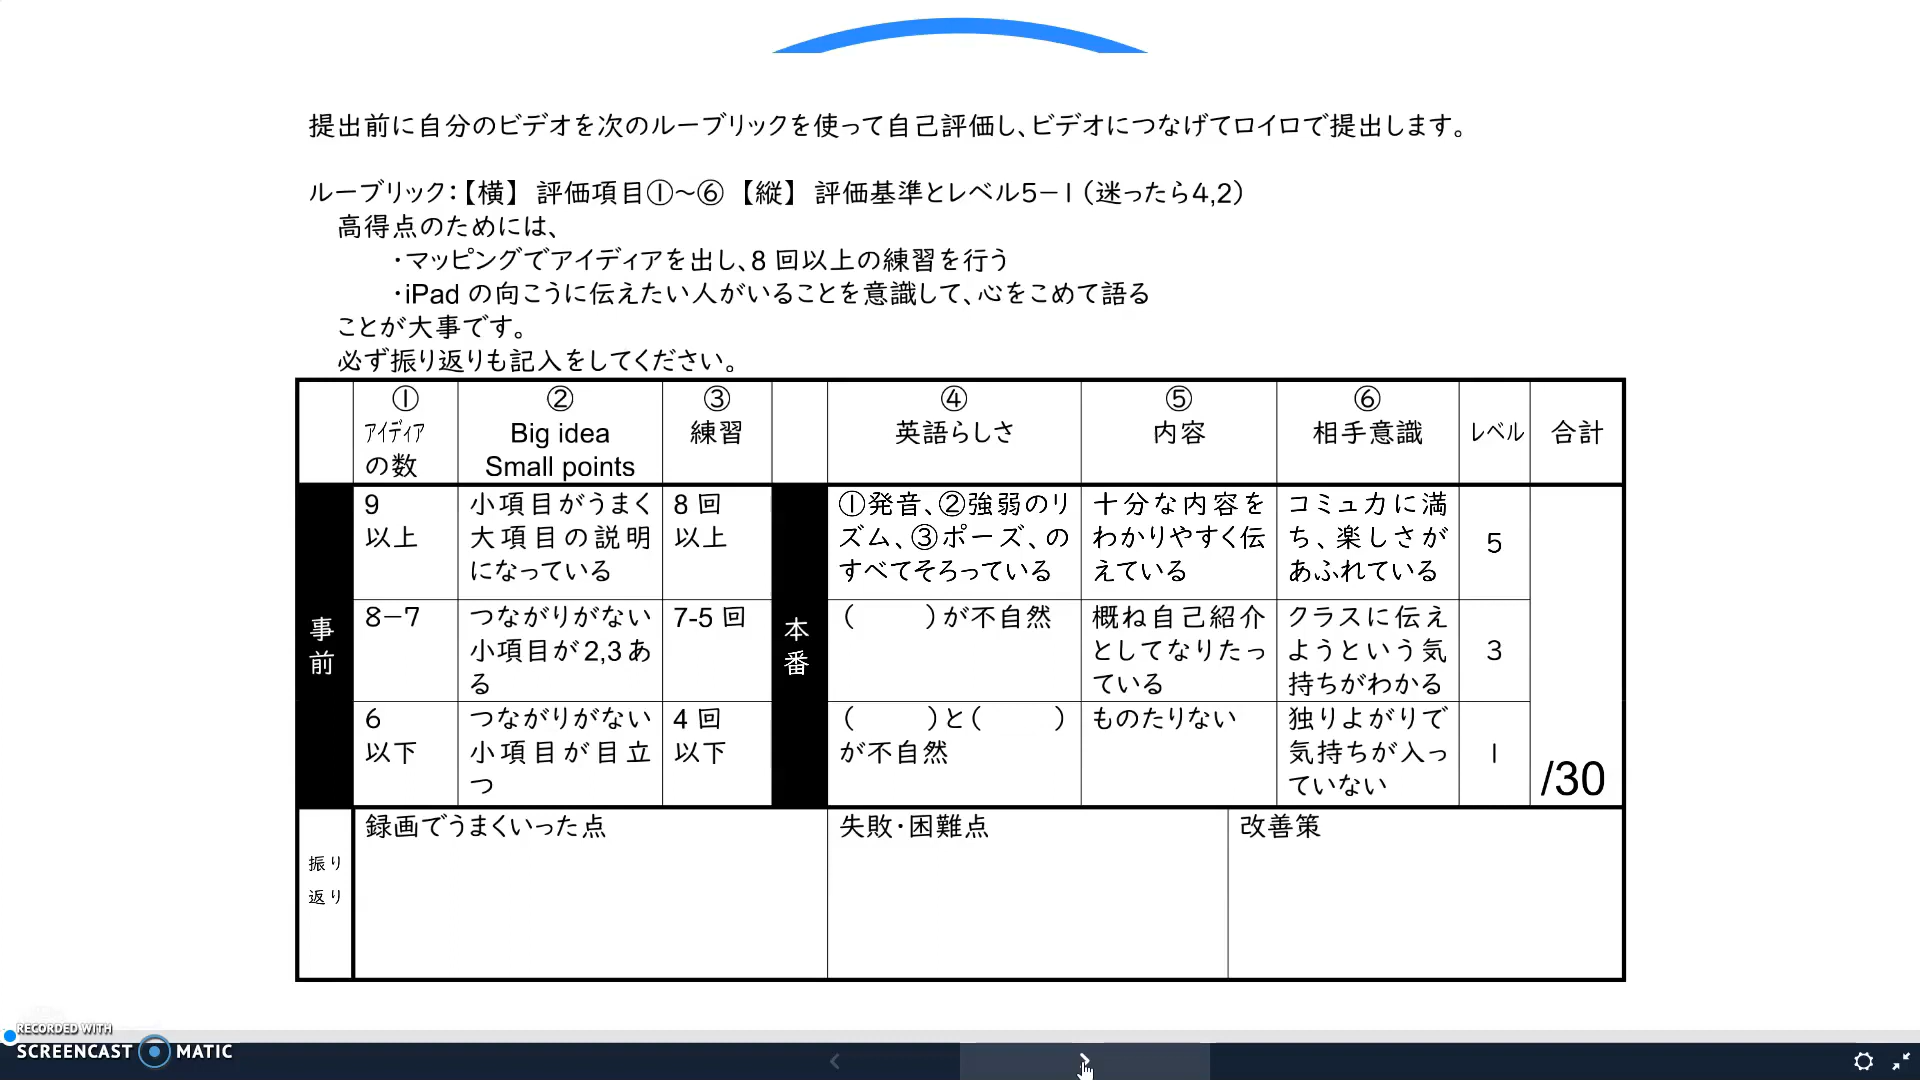 提出前に自分のビデオを次のルーブリックを使って自己評価し、ビデオにつなげてロイロで提出します。
ルーブリック：【横】 評価項目①～⑥ 【縦】 評価基準とレベル5－1（迷ったら4,2）
高得点のためには、
・マッピングでアイディアを出し、8 回以上の練習を行う
・iPad の向こうに伝えたい人がいることを意識して、心をこめて語る
ことが大事です。
必ず振り返りも記入をしてください。
①
ｱｲﾃﾞｨｱ
の数
②
Big idea
Small points
③
練習
④
英語らしさ
⑤
内容
⑥
相手意識
ﾚﾍﾞﾙ
合計
事
前
9
以上
小項目がうまく
大項目の説明
になっている
8 回
以上
本
番
①発音、②強弱のリ
ズム、③ポーズ、の
すべてそろっている
十分な内容を
わかりやすく伝
えている
コミュ力に満
ち、楽しさが
あふれている
5
8－7
つながりがない
小項目が2,3あ
る
7-5 回
（　　　）が不自然
概ね自己紹介
としてなりたっ
ている
クラスに伝え
ようという気
持ちがわかる
3
6
以下
つながりがない
小項目が目立
つ
4 回
以下
（　　　）と（　　　）
が不自然
ものたりない
独りよがりで
気持ちが入っ
ていない
1
/30
振り
返り
録画でうまくいった点
失敗・困難点
改善策
RECORDED WITH
SCREENCAST MATIC